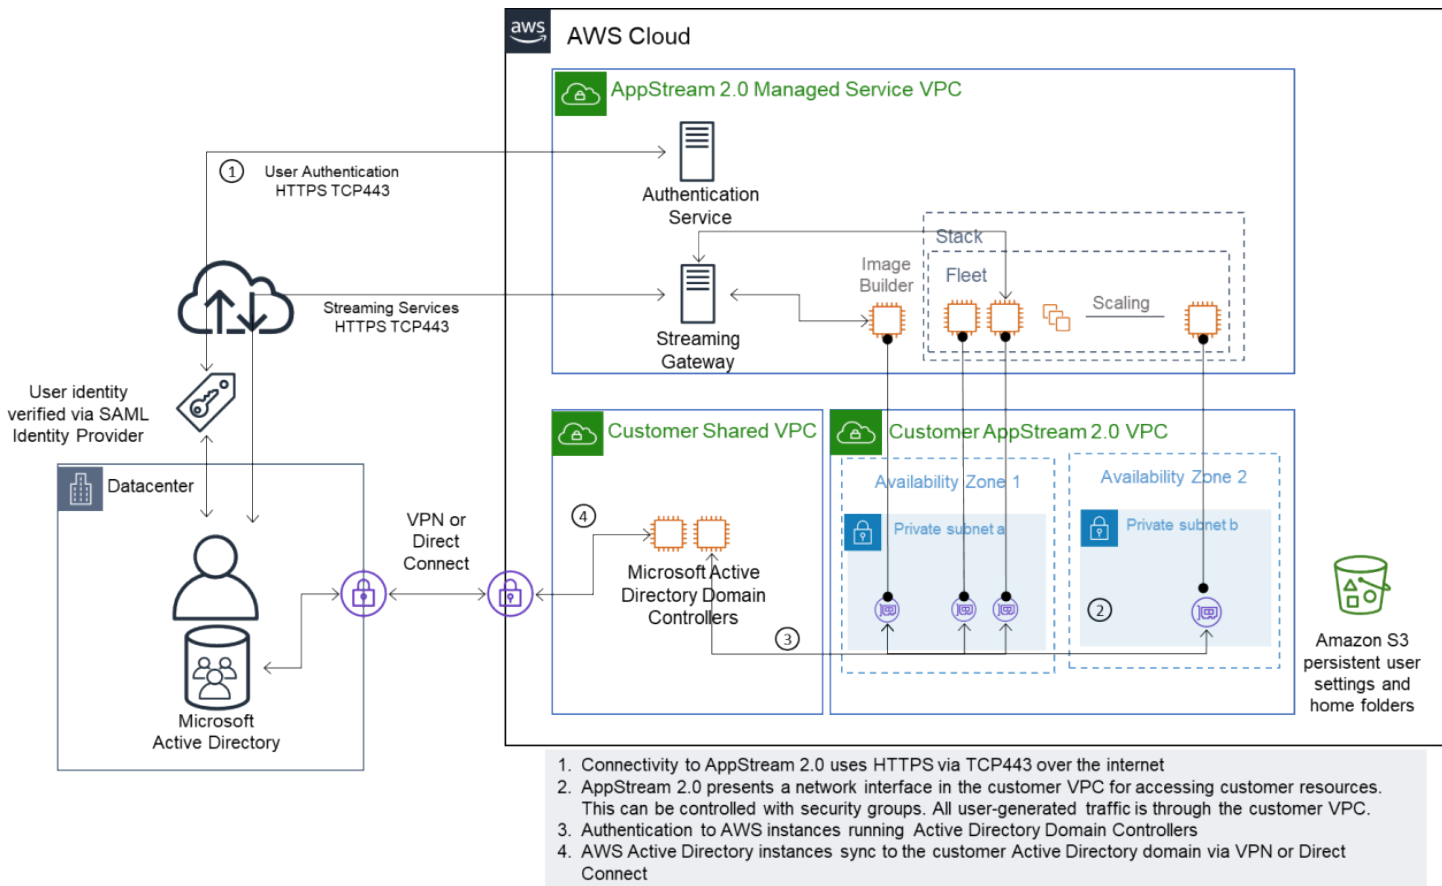 aws
AWS Cloud
AppStream 2.0 Managed Service VPC
1
User Authentication
HTTPS TCP443
Authentication
Service
Stack
Image
Builder
Fleet
Scaling
Streaming Services
HTTPS TCP443
Streaming
Gateway
User identity
verified via SAML
Identity Provider
Customer Shared VPC
Customer AppStream 2.0 VPC
Datacenter
Availability Zone 1
Availability Zone 2
VPN or
Direct
Connect
4
Private subnet a
Private subnet b
Microsoft Active
Directory Domain
Controllers
2
3
Amazon S3
persistent user
settings and
home folders
Microsoft
Active Directory
1. Connectivity to AppStream 2.0 uses HTTPS via TCP443 over the internet
2. AppStream 2.0 presents a network interface in the customer VPC for accessing customer resources.
This can be controlled with security groups. All user-generated traffic is through the customer VPC.
3. Authentication to AWS instances running Active Directory Domain Controllers
4. AWS Active Directory instances sync to the customer Active Directory domain via VPN or Direct
Connect